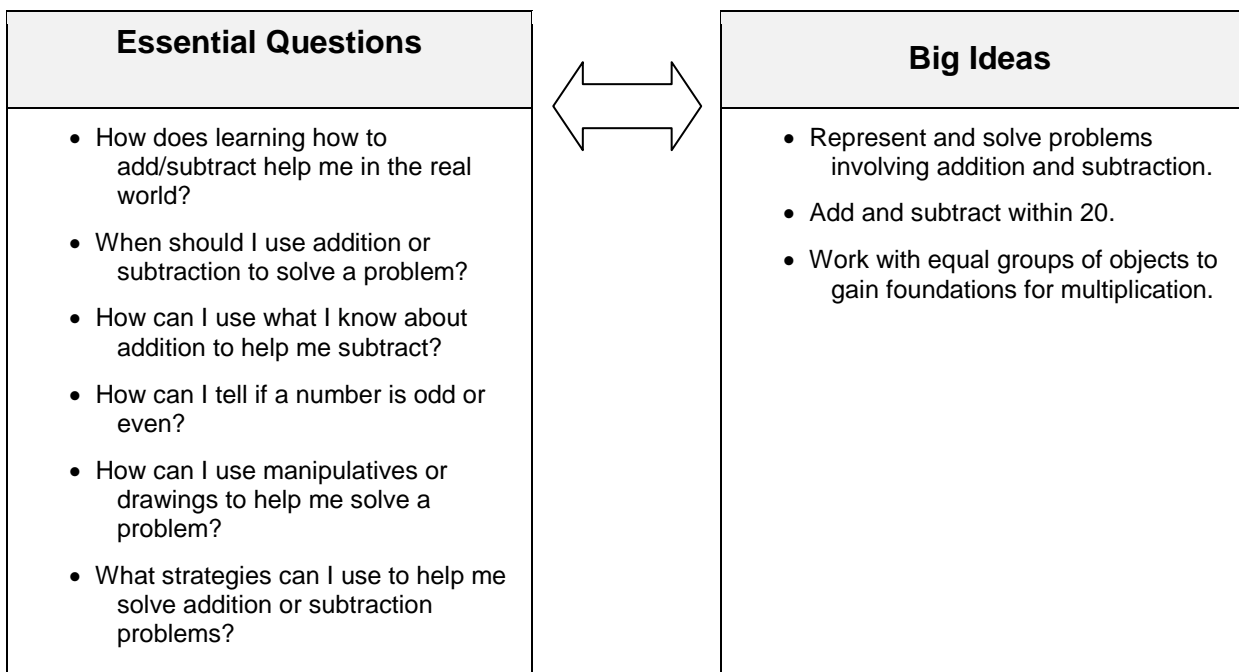 Essential Questions
• How does learning how to
add/subtract help me in the real
world?
• When should I use addition or
subtraction to solve a problem?
• How can I use what I know about
addition to help me subtract?
• How can I tell if a number is odd or
even?
• How can I use manipulatives or
drawings to help me solve a
problem?
• What strategies can I use to help me
solve addition or subtraction
problems?
Big Ideas
• Represent and solve problems
involving addition and subtraction.
• Add and subtract within 20.
• Work with equal groups of objects to
gain foundations for multiplication.